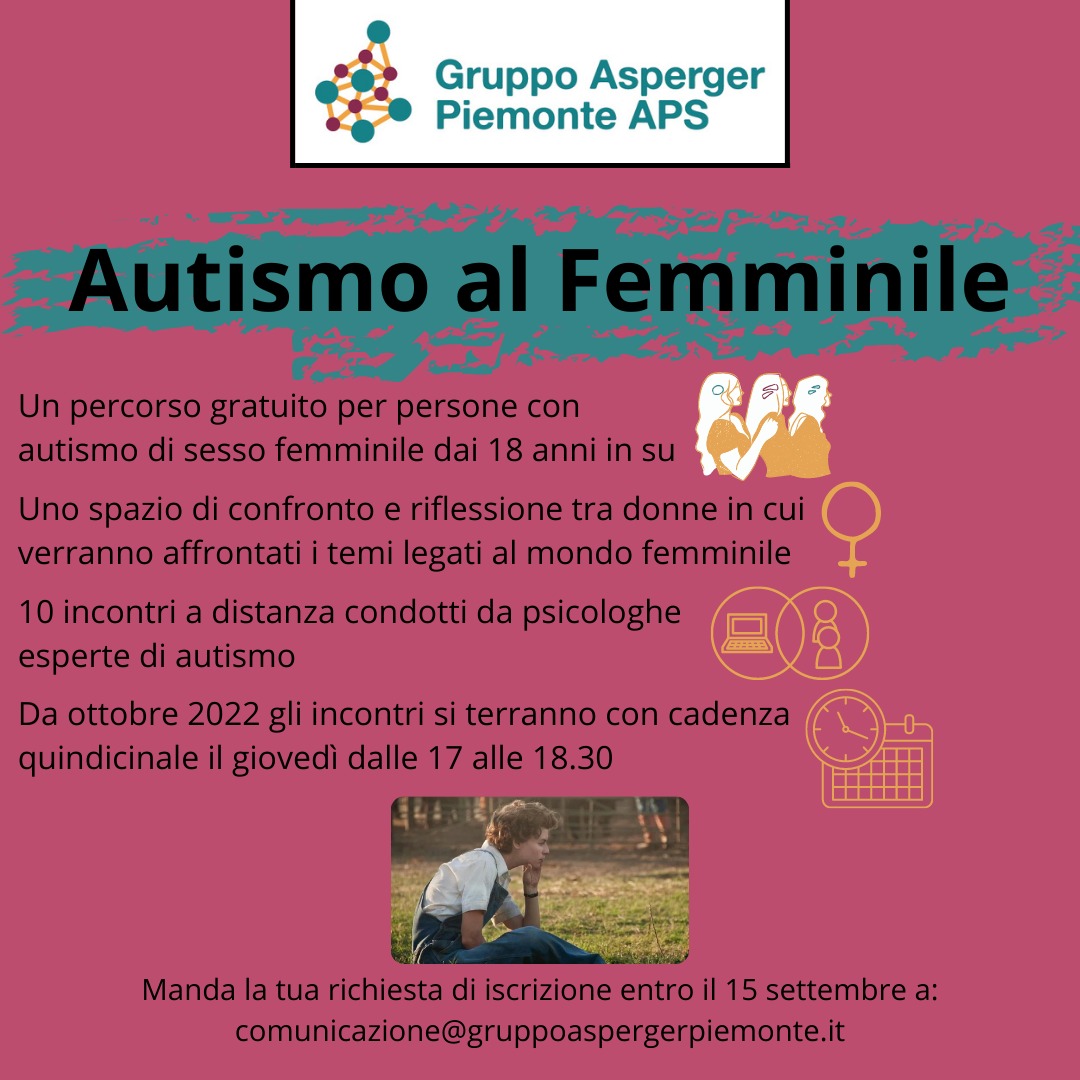 Gruppo Asperger
Piemonte APS
Autismo al Femminile
Un percorso gratuito per persone con
autismo di sesso femminile dai 18 anni in su
Uno spazio di confronto e riflessione tra donne in cui
verranno affrontati i temi legati al mondo femminile
10 incontri a distanza condotti da psicologhe
esperte di autismo
Da ottobre 2022 gli incontri si terranno con cadenza
quindicinale il giovedì dalle 17 alle 18.30
Manda la tua richiesta di iscrizione entro il 15 settembre a:
comunicazione@gruppoaspergerpiemonte.it